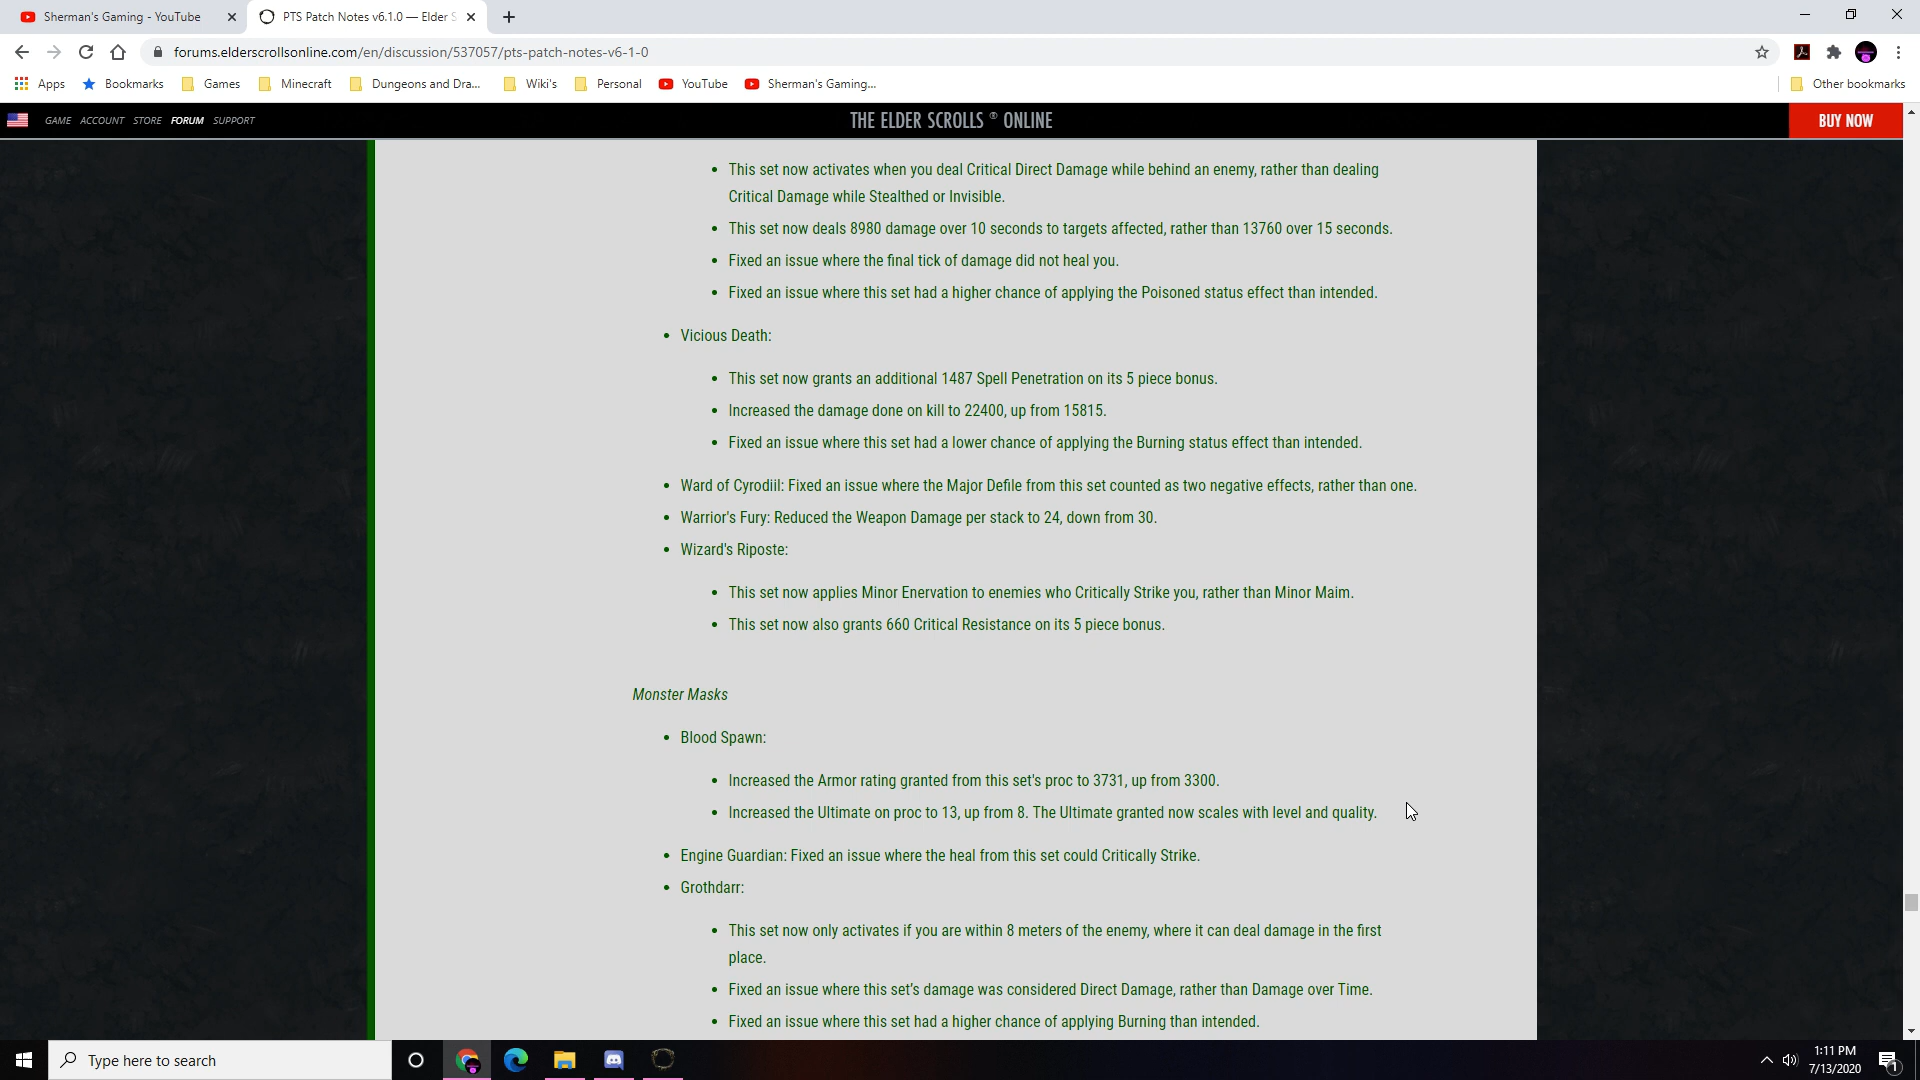 Sherman's Gaming - YouTube
PTS Patch Notes v6.1.0 — Elder S
forums.elderscrollsonline.com/en/discussion/537057/pts-patch-notes-v6-1-0
Apps Bookmarks Games Minecraft Dungeons and Dra... Wiki's Personal YouTube Sherman's Gaming... Other bookmarks
GAME ACCOUNT STORE FORUM SUPPORT THE ELDER SCROLLS ® ONLINE BUY NOW
• This set now activates when you deal Critical Direct Damage while behind an enemy, rather than dealing
Critical Damage while Stealthed or Invisible.
• This set now deals 8980 damage over 10 seconds to targets affected, rather than 13760 over 15 seconds.
• Fixed an issue where the final tick of damage did not heal you.
• Fixed an issue where this set had a higher chance of applying the Poisoned status effect than intended.
• Vicious Death:
• This set now grants an additional 1487 Spell Penetration on its 5 piece bonus.
• Increased the damage done on kill to 22400, up from 15815.
• Fixed an issue where this set had a lower chance of applying the Burning status effect than intended.
• Ward of Cyrodiil: Fixed an issue where the Major Defile from this set counted as two negative effects, rather than one.
• Warrior's Fury: Reduced the Weapon Damage per stack to 24, down from 30.
• Wizard's Riposte:
• This set now applies Minor Enervation to enemies who Critically Strike you, rather than Minor Maim.
• This set now also grants 660 Critical Resistance on its 5 piece bonus.
Monster Masks
• Blood Spawn:
• Increased the Armor rating granted from this set's proc to 3731, up from 3300.
• Increased the Ultimate on proc to 13, up from 8. The Ultimate granted now scales with level and quality.
• Engine Guardian: Fixed an issue where the heal from this set could Critically Strike.
• Grothdarr:
• This set now only activates if you are within 8 meters of the enemy, where it can deal damage in the first
place.
• Fixed an issue where this set’s damage was considered Direct Damage, rather than Damage over Time.
• Fixed an issue where this set had a higher chance of applying Burning than intended.
Type here to search
1:11 PM
7/13/2020
1